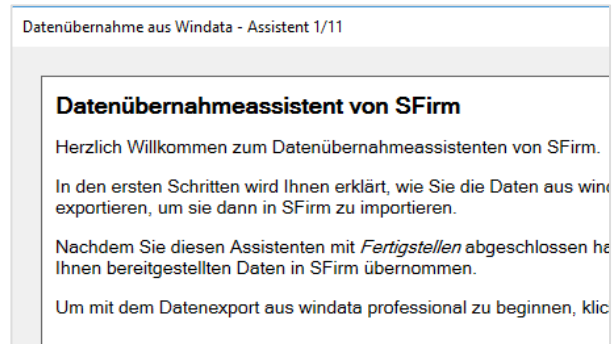 Datenübernahme aus Windata - Assistent 1/11
Datenübernahmeassistent von SFirm
Herzlich Willkommen zum Datenübernahmeassistenten von SFirm.
In den ersten Schritten wird Ihnen erklärt, wie Sie die Daten aus
exportieren, um sie dann in SFirm zu importieren.
Nachdem Sie diesen Assistenten mit Fertigstellen abgeschlossen
Ihnen bereitgestellten Daten in SFirm übernommen.
Um mit dem Datenexport aus windata professional zu beginnen,